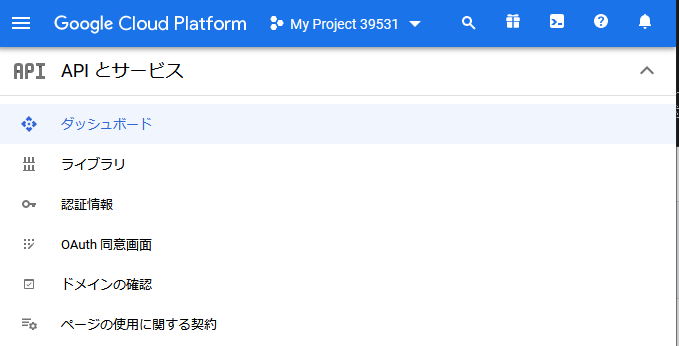 Google Cloud Platform My Project 39531
API API とサービス
ダッシュボード
ライブラリ
認証情報
OAuth 同意画面
ドメインの確認
ページの使用に関する契約